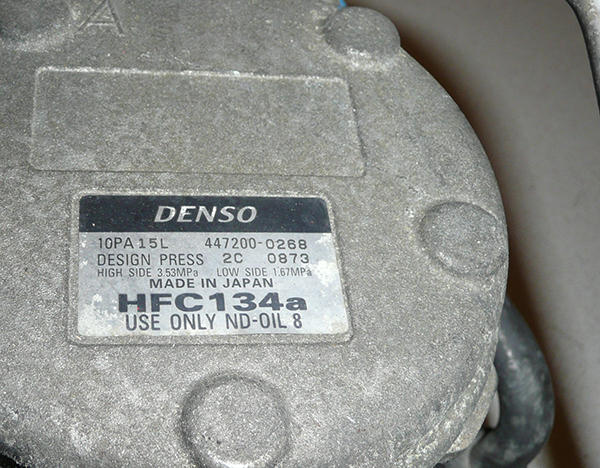 A
DENSO
10PA15L 447200-0268
DESIGN PRESS 2C 0873
HIGH SIDE 3.53MPa LOW SIDE 1.67MPa
MADE IN JAPAN
HFC134a
USE ONLY ND-OIL 8